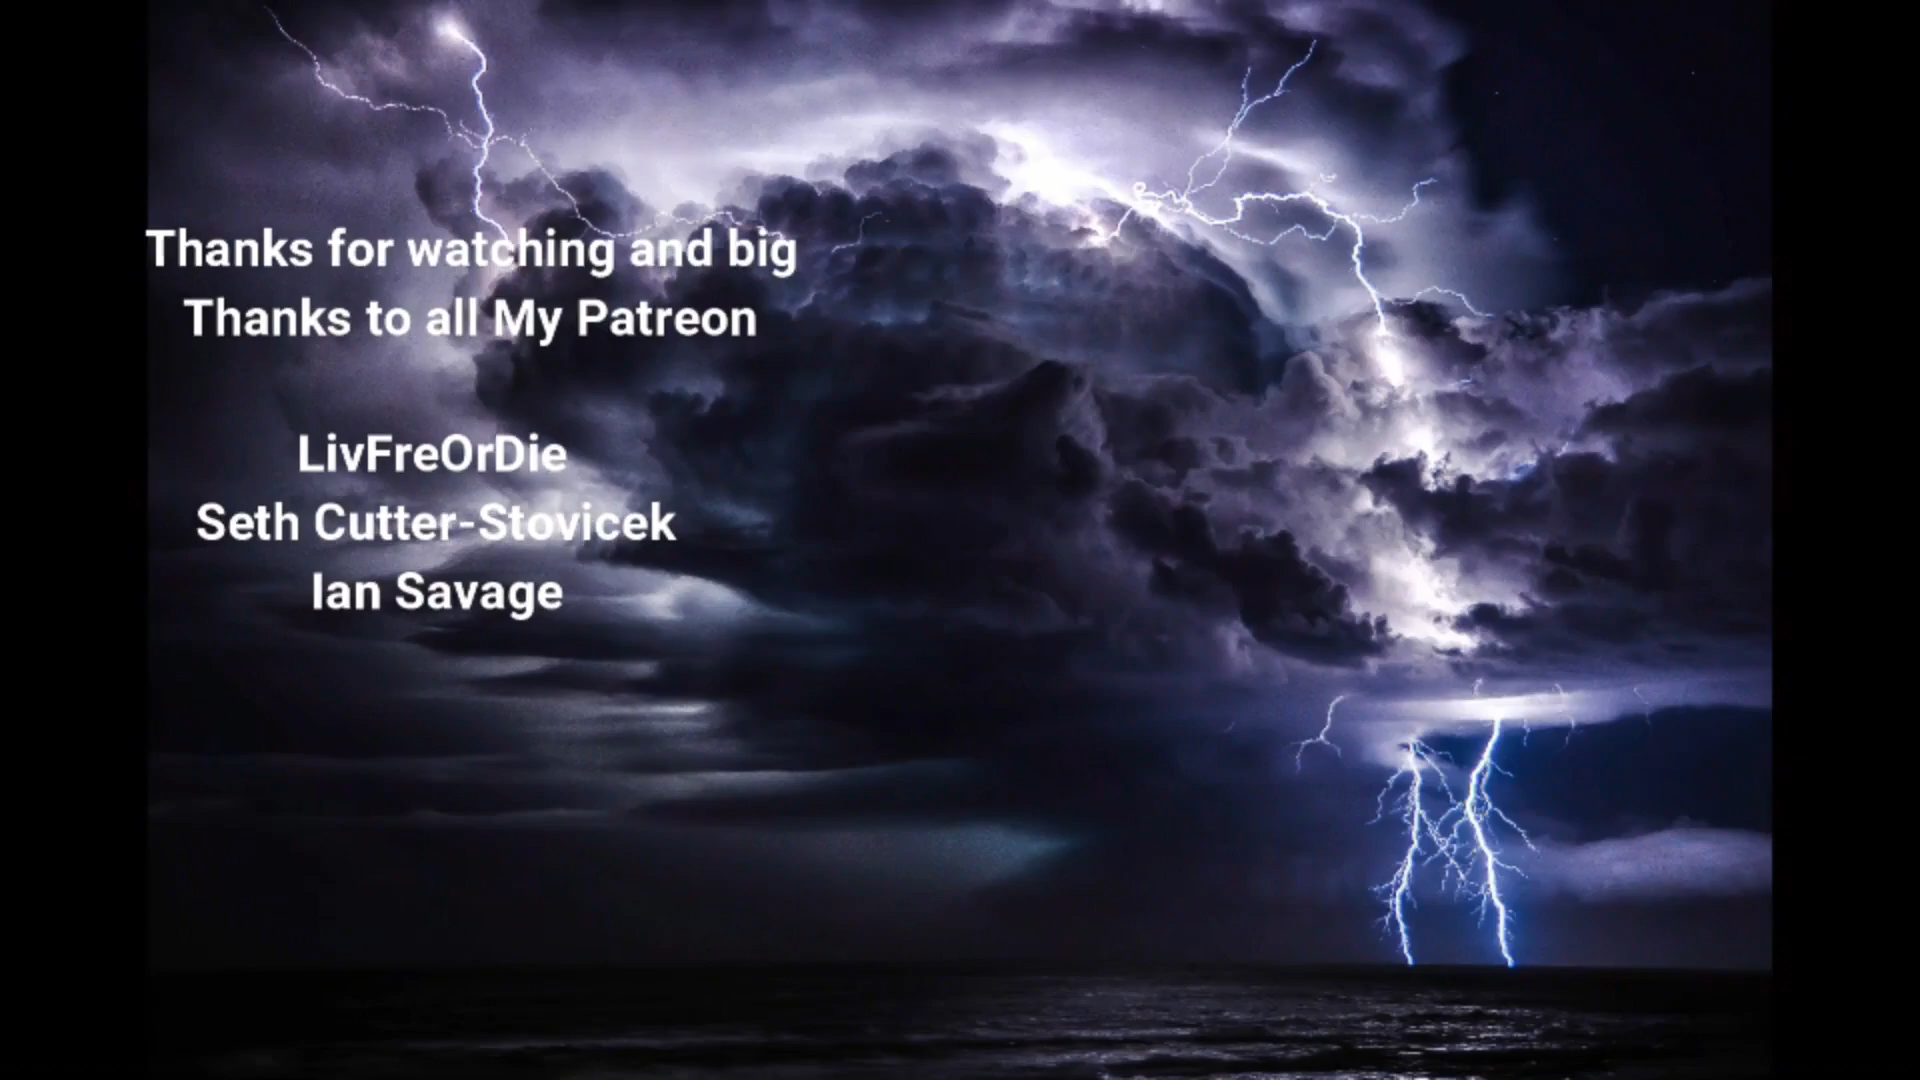 Thanks for watching and big
Thanks to all My Patreon
LivFreOrDie
Seth Cutter-Stovicek
Ian Savage